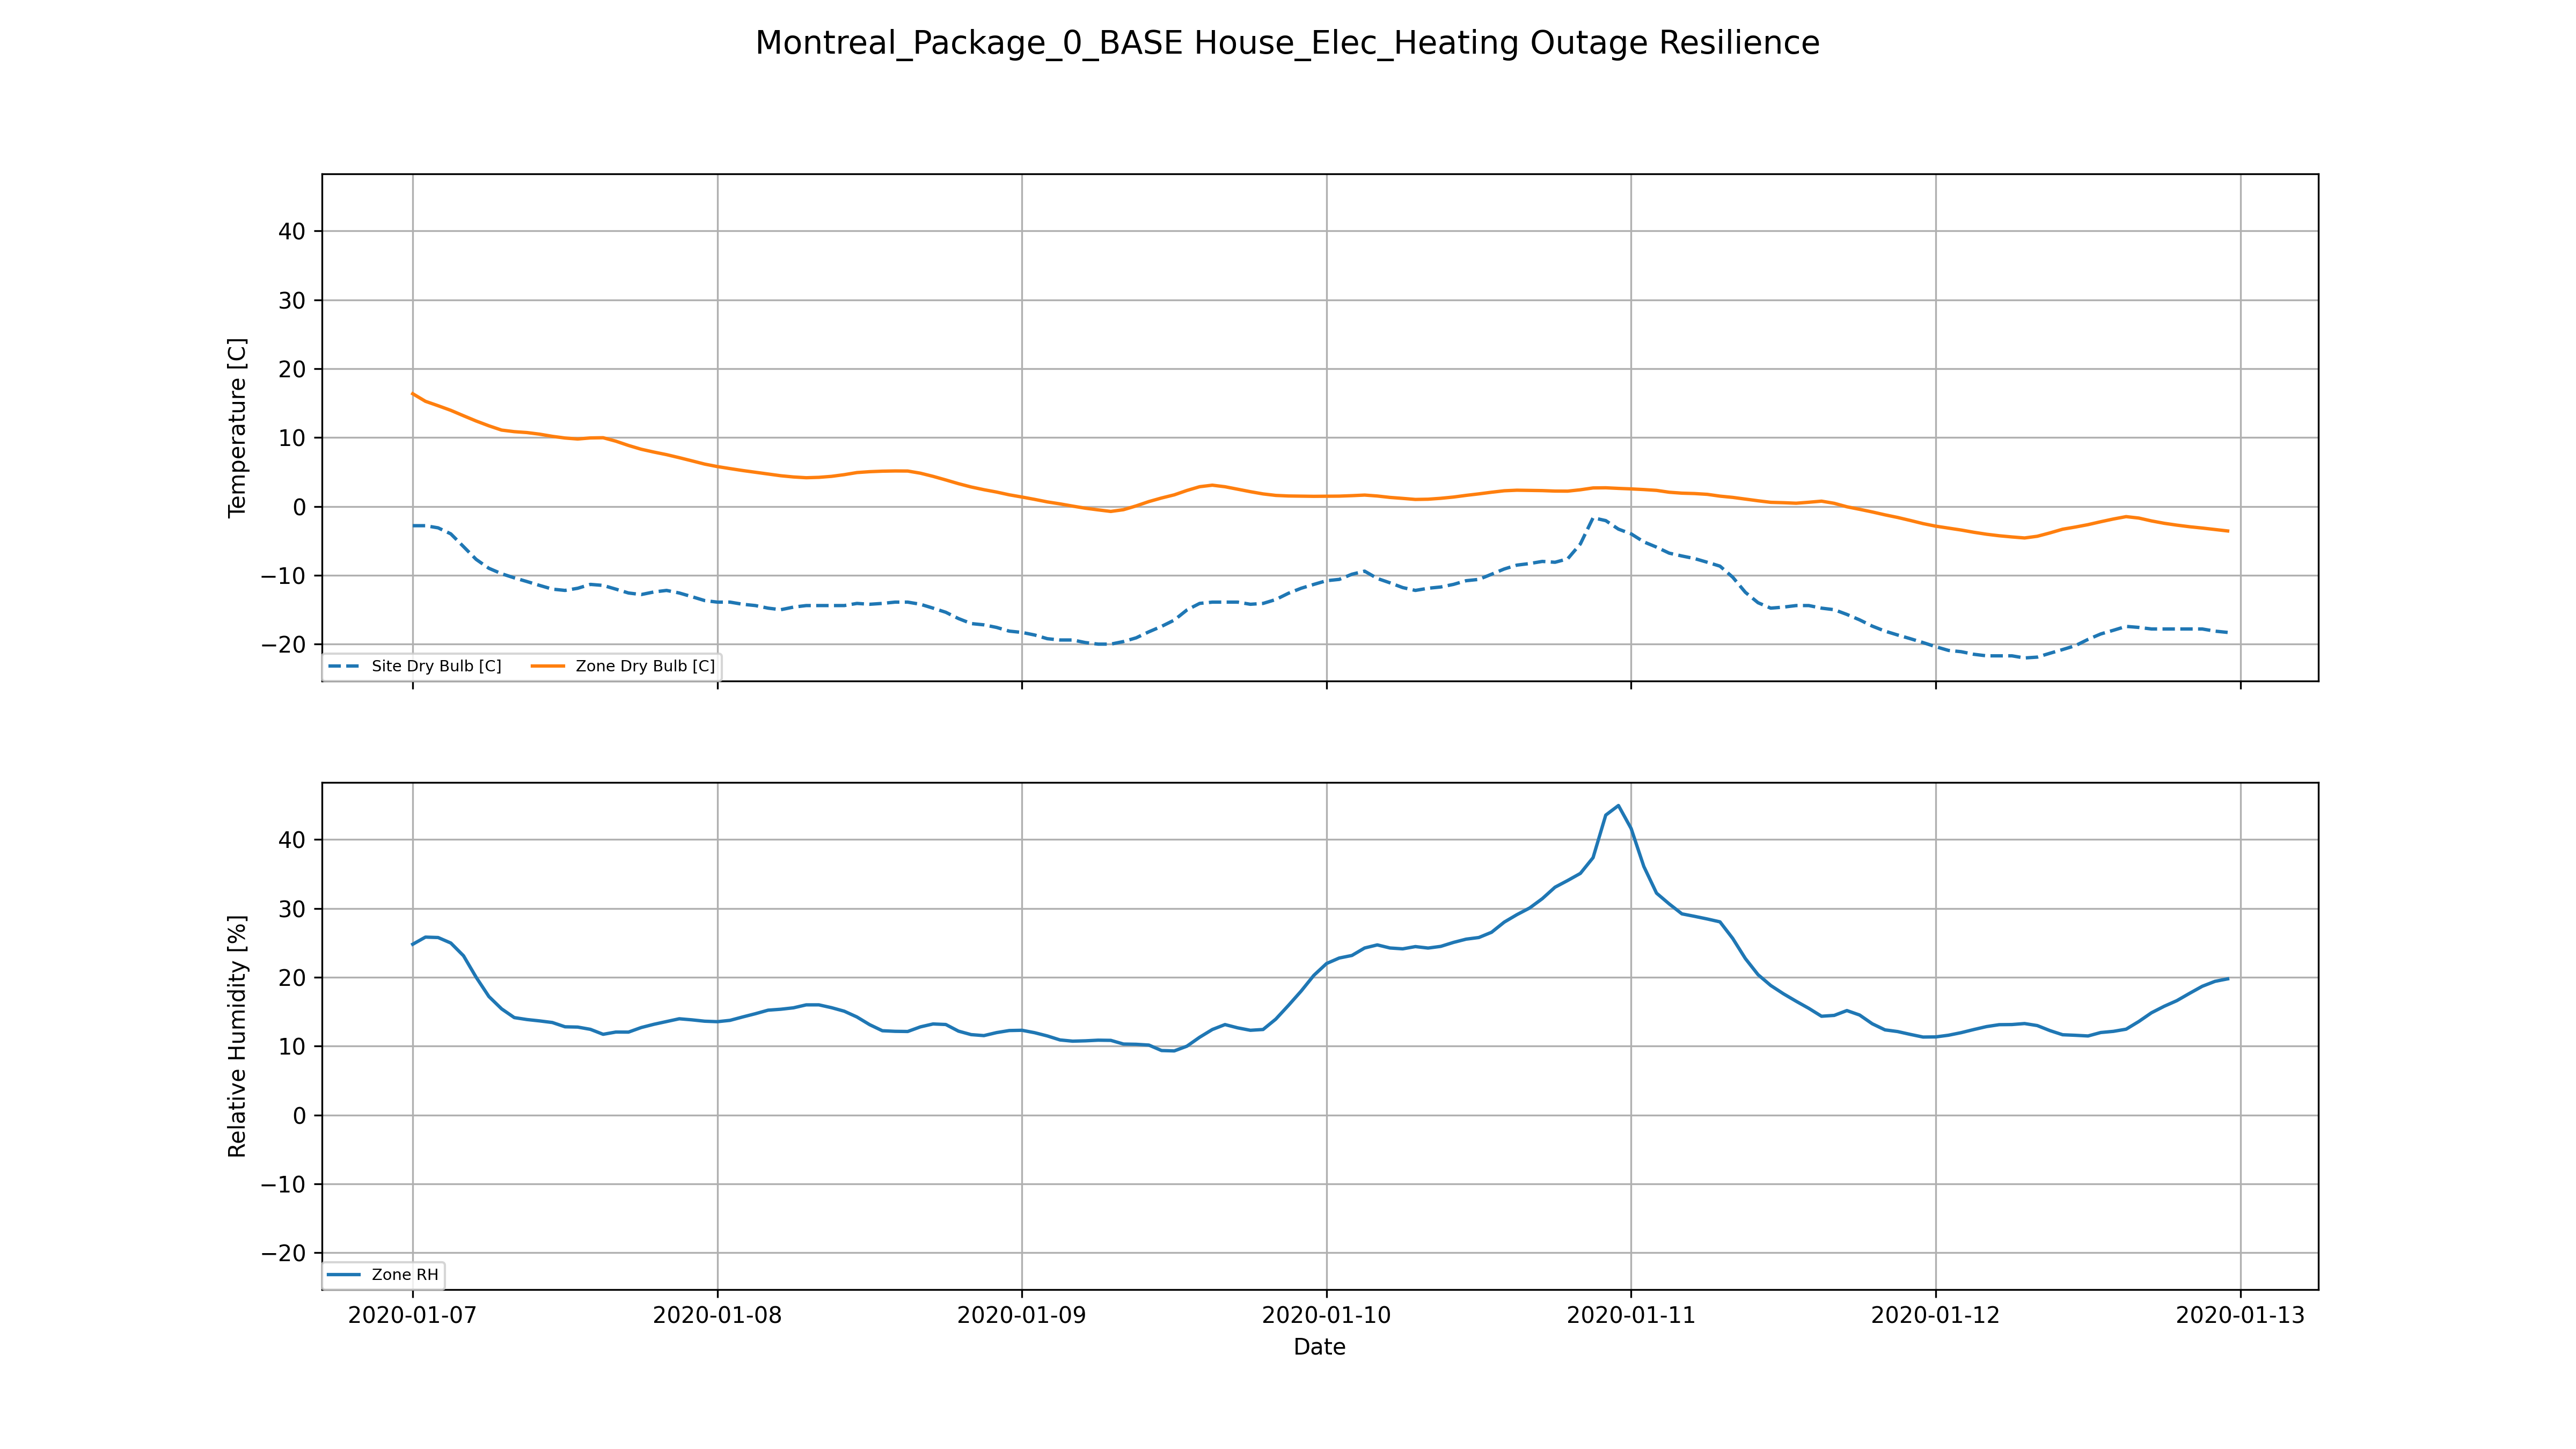 Montreal_Package_0_BASE House_Elec_Heating Outage Resilience
Temperature [C]
40
30
20
10
0
−10
−20
Site Dry Bulb [C] Zone Dry Bulb [C]
Relative Humidity [%]
40
30
20
10
0
−10
−20
Zone RH
2020-01-07 2020-01-08 2020-01-09 2020-01-10 2020-01-11 2020-01-12 2020-01-13
Date